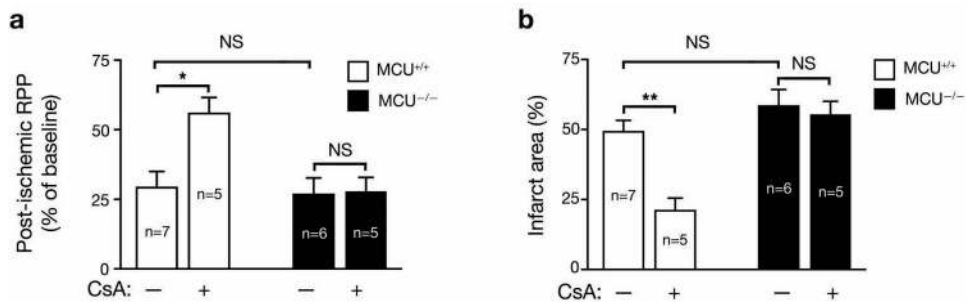 a
NS
75
MCU+/+
MCU−/−
*
50
NS
25
n=7
n=5
n=6
n=5
0
Post-ischemic RPP
(% of baseline)
CsA: − + − +
b
NS
75
MCU+/+
MCU−/−
NS
**
50
25
n=7
n=5
n=6
n=5
0
Infarct area (%)
CsA: − + − +